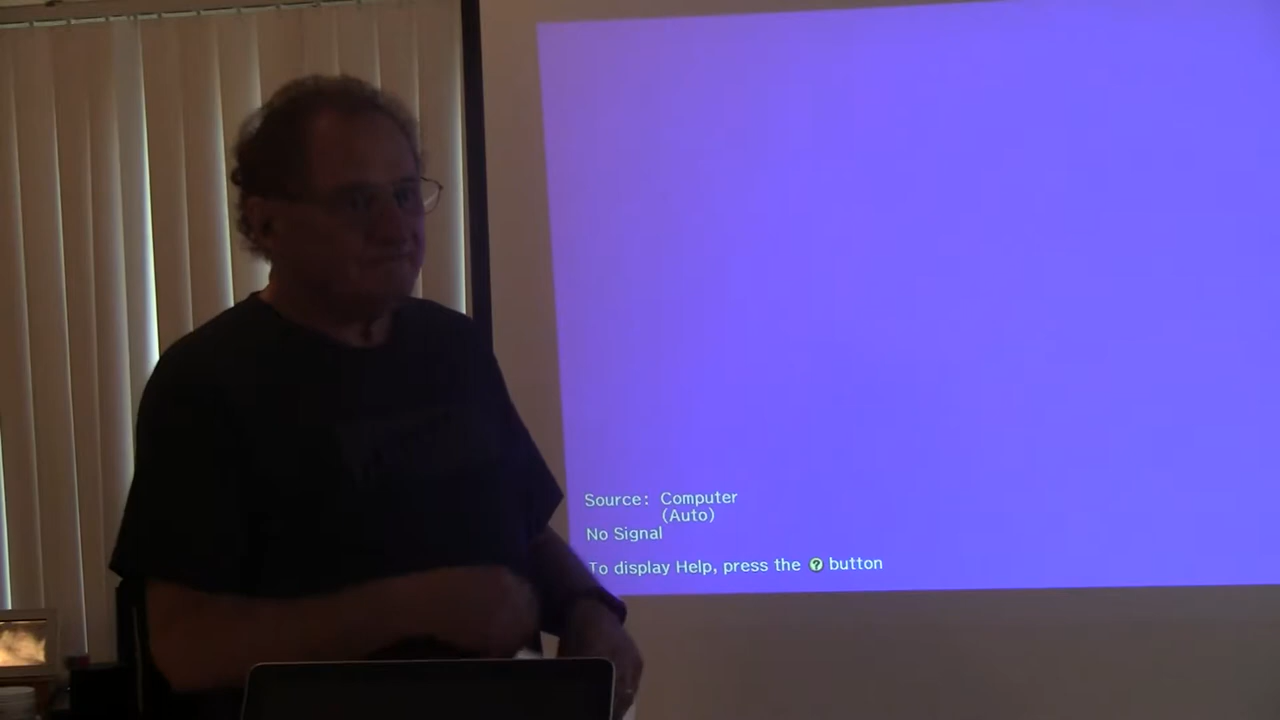 Source: Computer
(Auto)
No Signal
To display Help, press the ? button